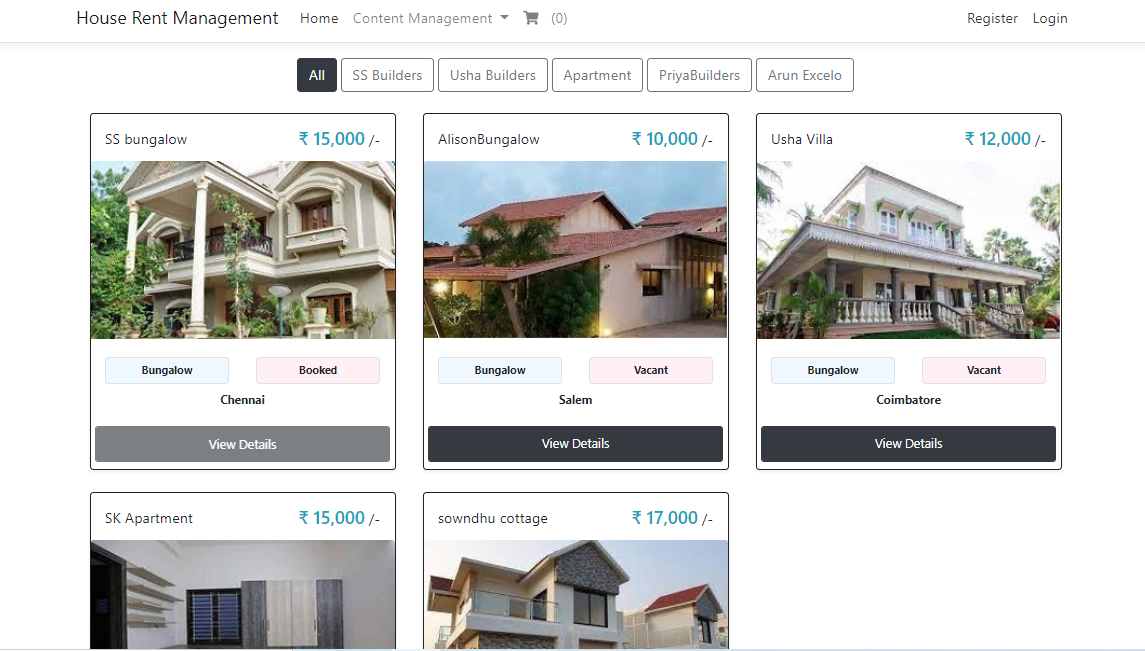 House Rent Management Home Content Management (0) Register Login
All SS Builders Usha Builders Apartment PriyaBuilders Arun Excelo
SS bungalow ₹ 15,000 /-
AlisonBungalow ₹ 10,000 /-
Usha Villa ₹ 12,000 /-
Bungalow Booked
Chennai
View Details
Bungalow Vacant
Salem
View Details
Bungalow Vacant
Coimbatore
View Details
SK Apartment ₹ 15,000 /-
sowndhu cottage ₹ 17,000 /-